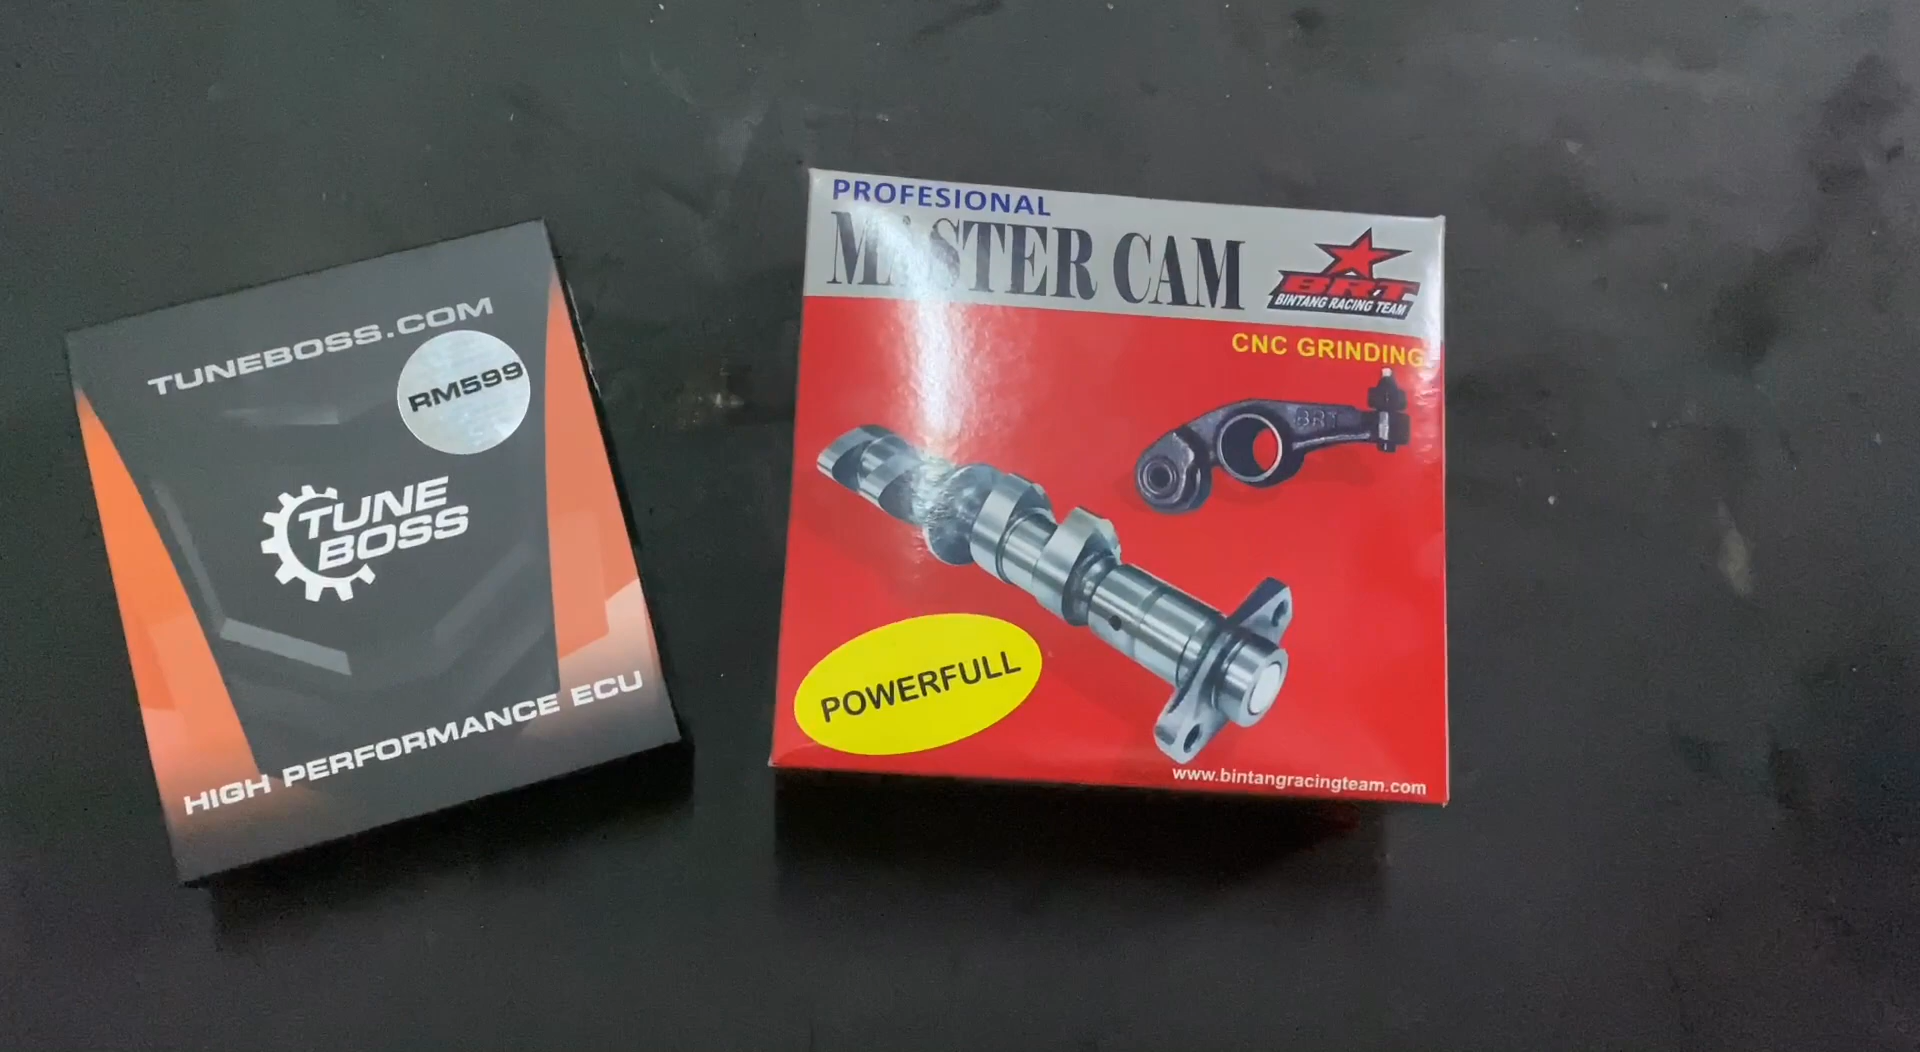 TUNEBOSS.COM
RM599
TUNE
BOSS
HIGH PERFORMANCE ECU
PROFESIONAL
MASTER CAM
BRT
BINTANG RACING TEAM
CNC GRINDING
BRT
POWERFULL
www.bintangracingteam.com